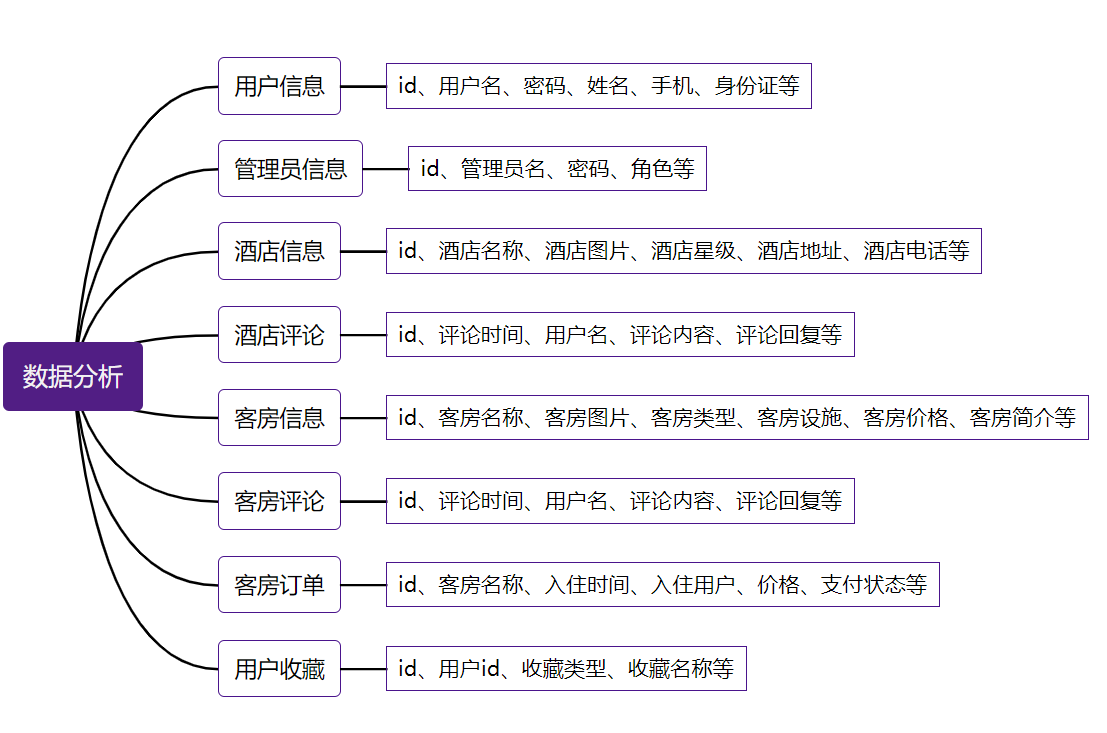 用户信息
id、用户名、密码、姓名、手机、身份证等
管理员信息
id、管理员名、密码、角色等
酒店信息
id、酒店名称、酒店图片、酒店星级、酒店地址、酒店电话等
酒店评论
id、评论时间、用户名、评论内容、评论回复等
数据分析
客房信息
id、客房名称、客房图片、客房类型、客房设施、客房价格、客房简介等
客房评论
id、评论时间、用户名、评论内容、评论回复等
客房订单
id、客房名称、入住时间、入住用户、价格、支付状态等
用户收藏
id、用户id、收藏类型、收藏名称等